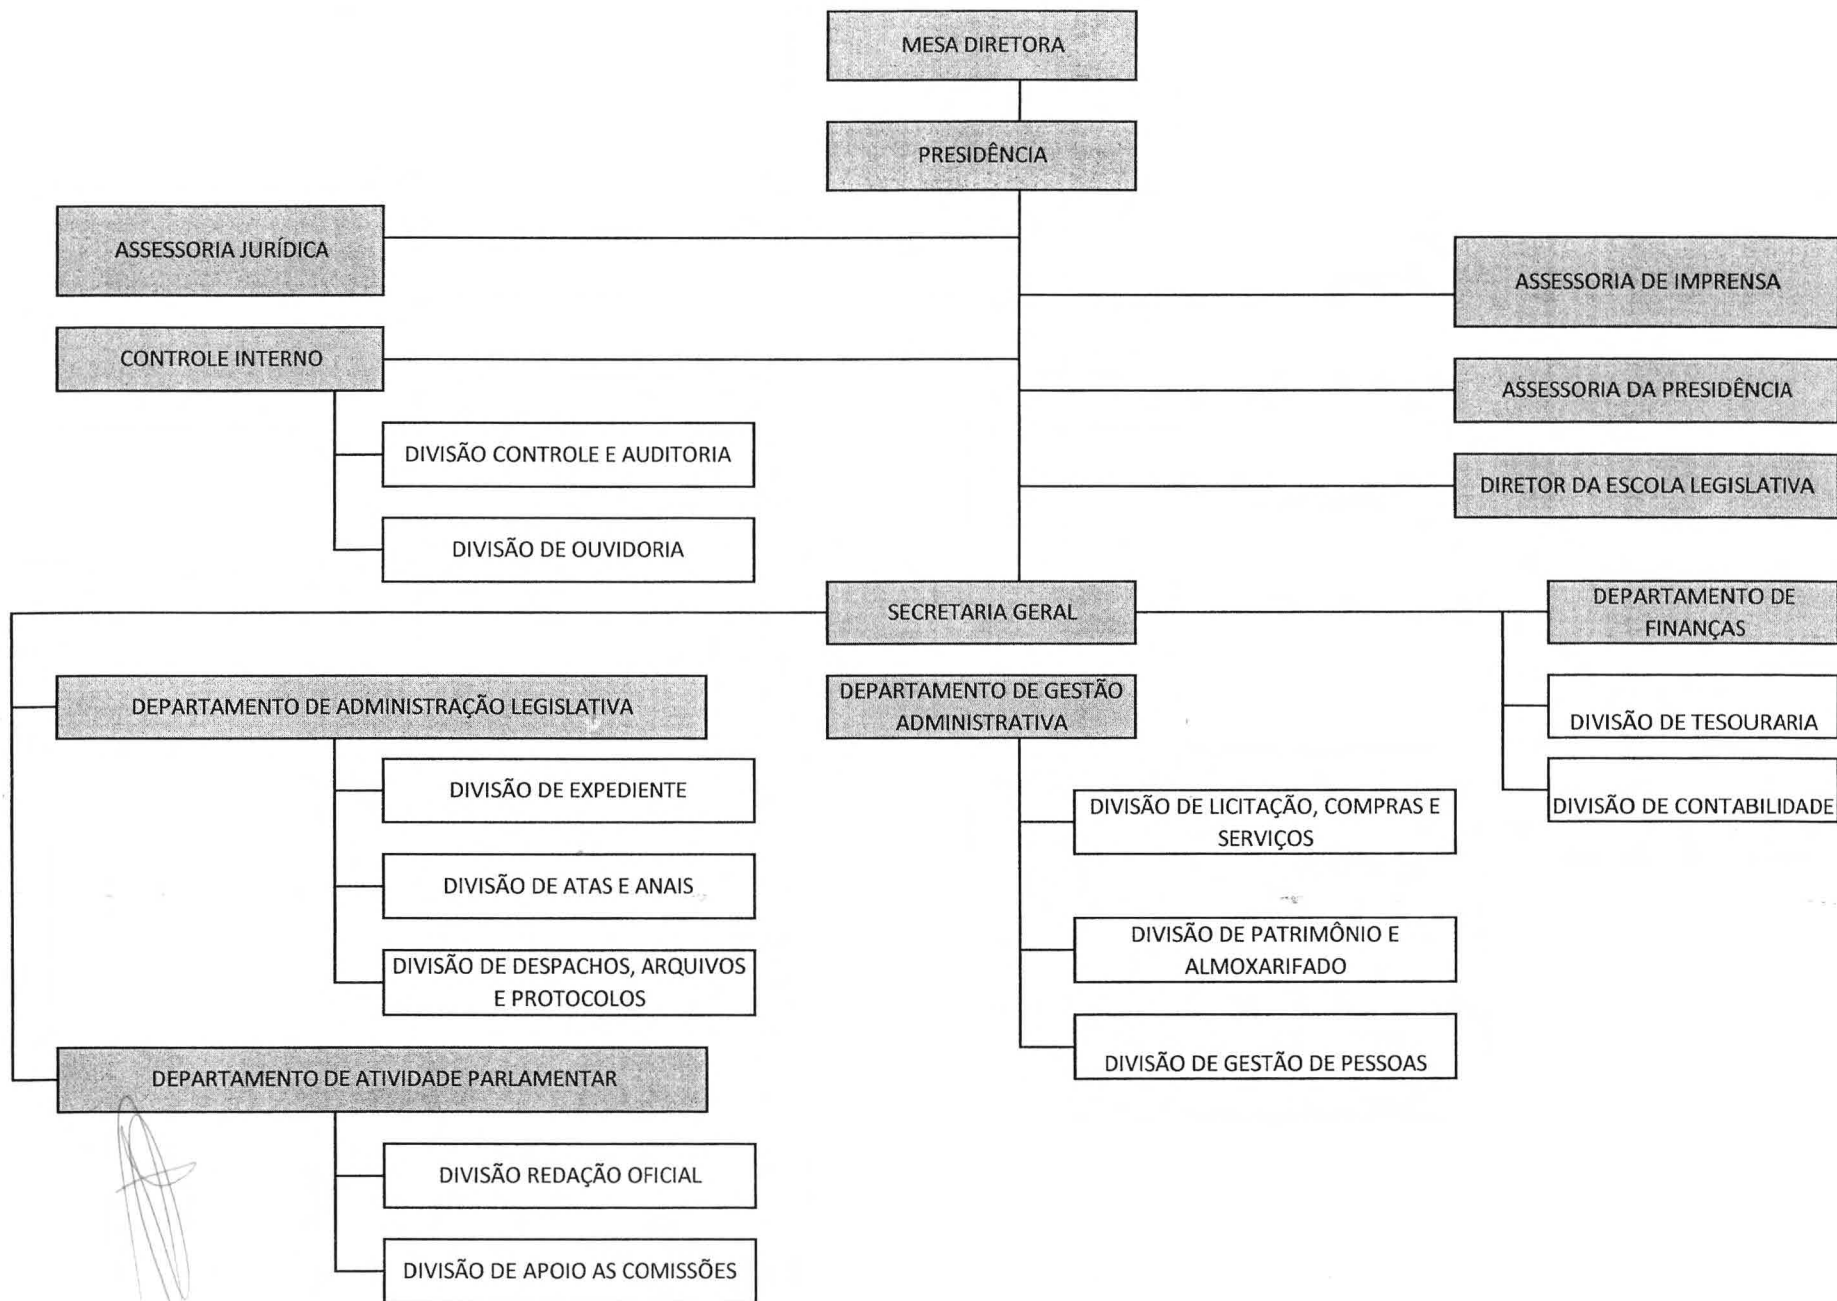 MESA DIRETORA
PRESIDÊNCIA
ASSESSORIA JURÍDICA
ASSESSORIA DE IMPRENSA
CONTROLE INTERNO
ASSESSORIA DA PRESIDÊNCIA
DIVISÃO CONTROLE E AUDITORIA
DIRETOR DA ESCOLA LEGISLATIVA
DIVISÃO DE OUVIDORIA
SECRETARIA GERAL
DEPARTAMENTO DE
FINANÇAS
DEPARTAMENTO DE ADMINISTRAÇÃO LEGISLATIVA
DEPARTAMENTO DE GESTÃO
ADMINISTRATIVA
DIVISÃO DE TESOURARIA
DIVISÃO DE EXPEDIENTE
DIVISÃO DE LICITAÇÃO, COMPRAS E
SERVIÇOS
DIVISÃO DE CONTABILIDADE
DIVISÃO DE ATAS E ANAIS
DIVISÃO DE PATRIMÔNIO E
ALMOXARIFADO
DIVISÃO DE DESPACHOS, ARQUIVOS
E PROTOCOLOS
DIVISÃO DE GESTÃO DE PESSOAS
DEPARTAMENTO DE ATIVIDADE PARLAMENTAR
DIVISÃO REDAÇÃO OFICIAL
DIVISÃO DE APOIO AS COMISSÕES